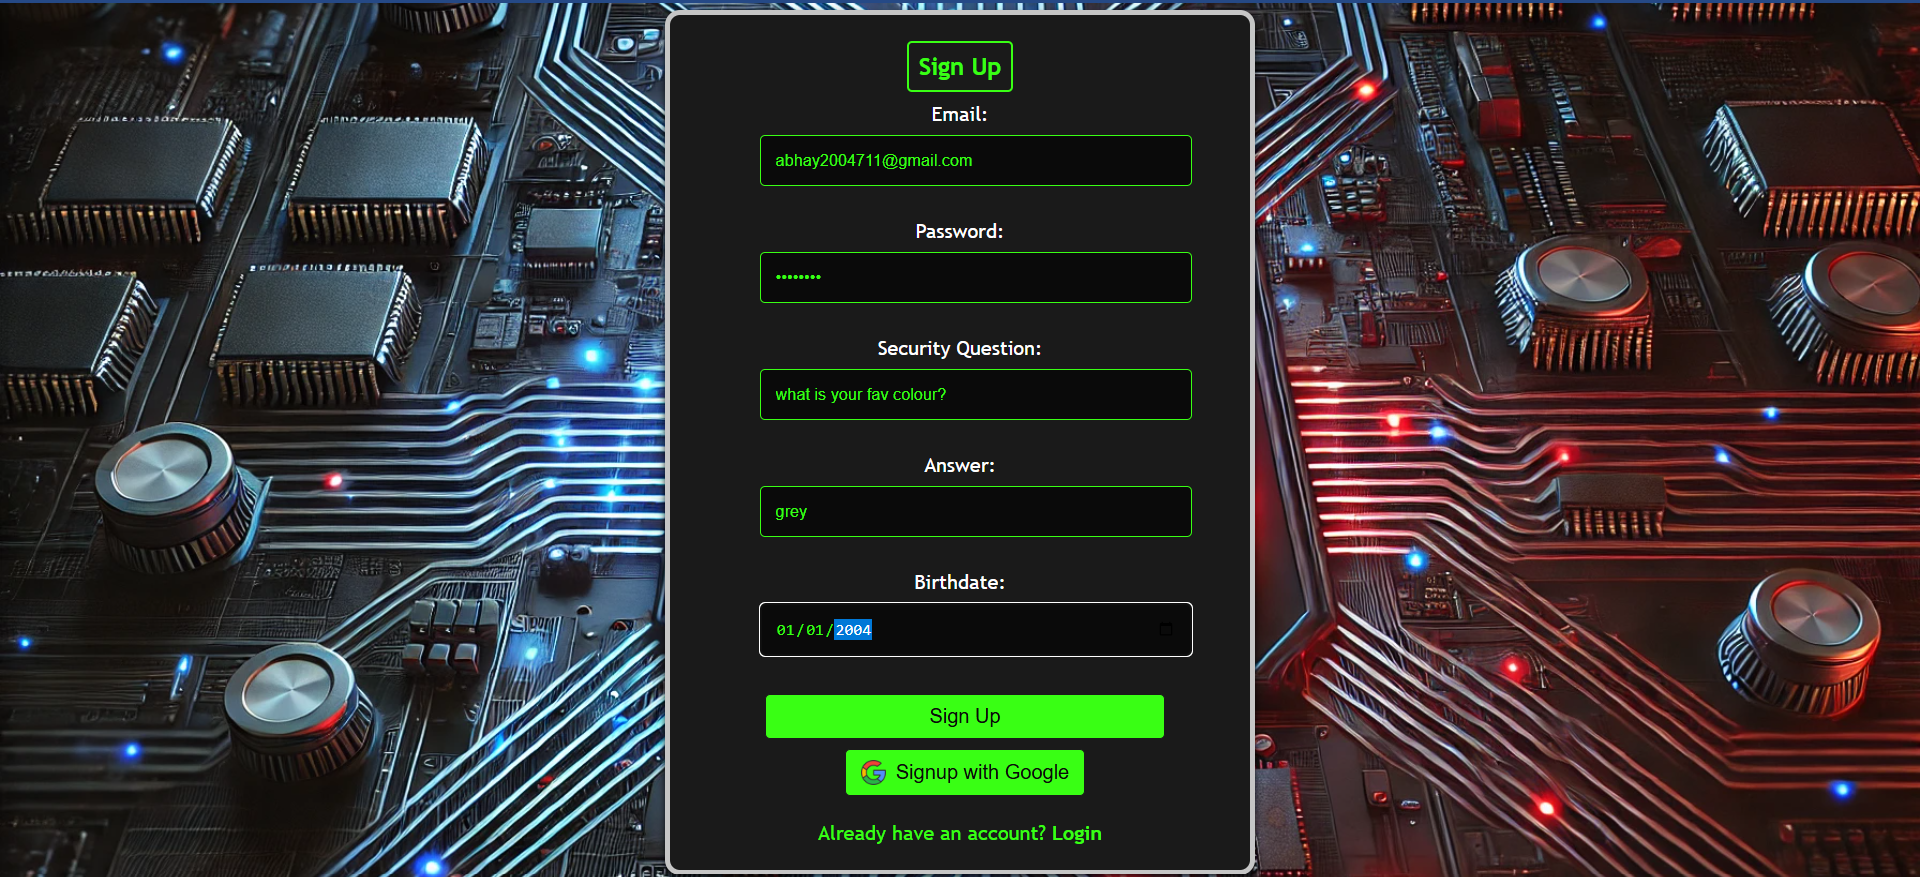 Sign Up
Email:
abhay2004711@gmail.com
Password:
••••••••
Security Question:
what is your fav colour?
Answer:
grey
Birthdate:
01/01/2004
Sign Up
Signup with Google
Already have an account? Login